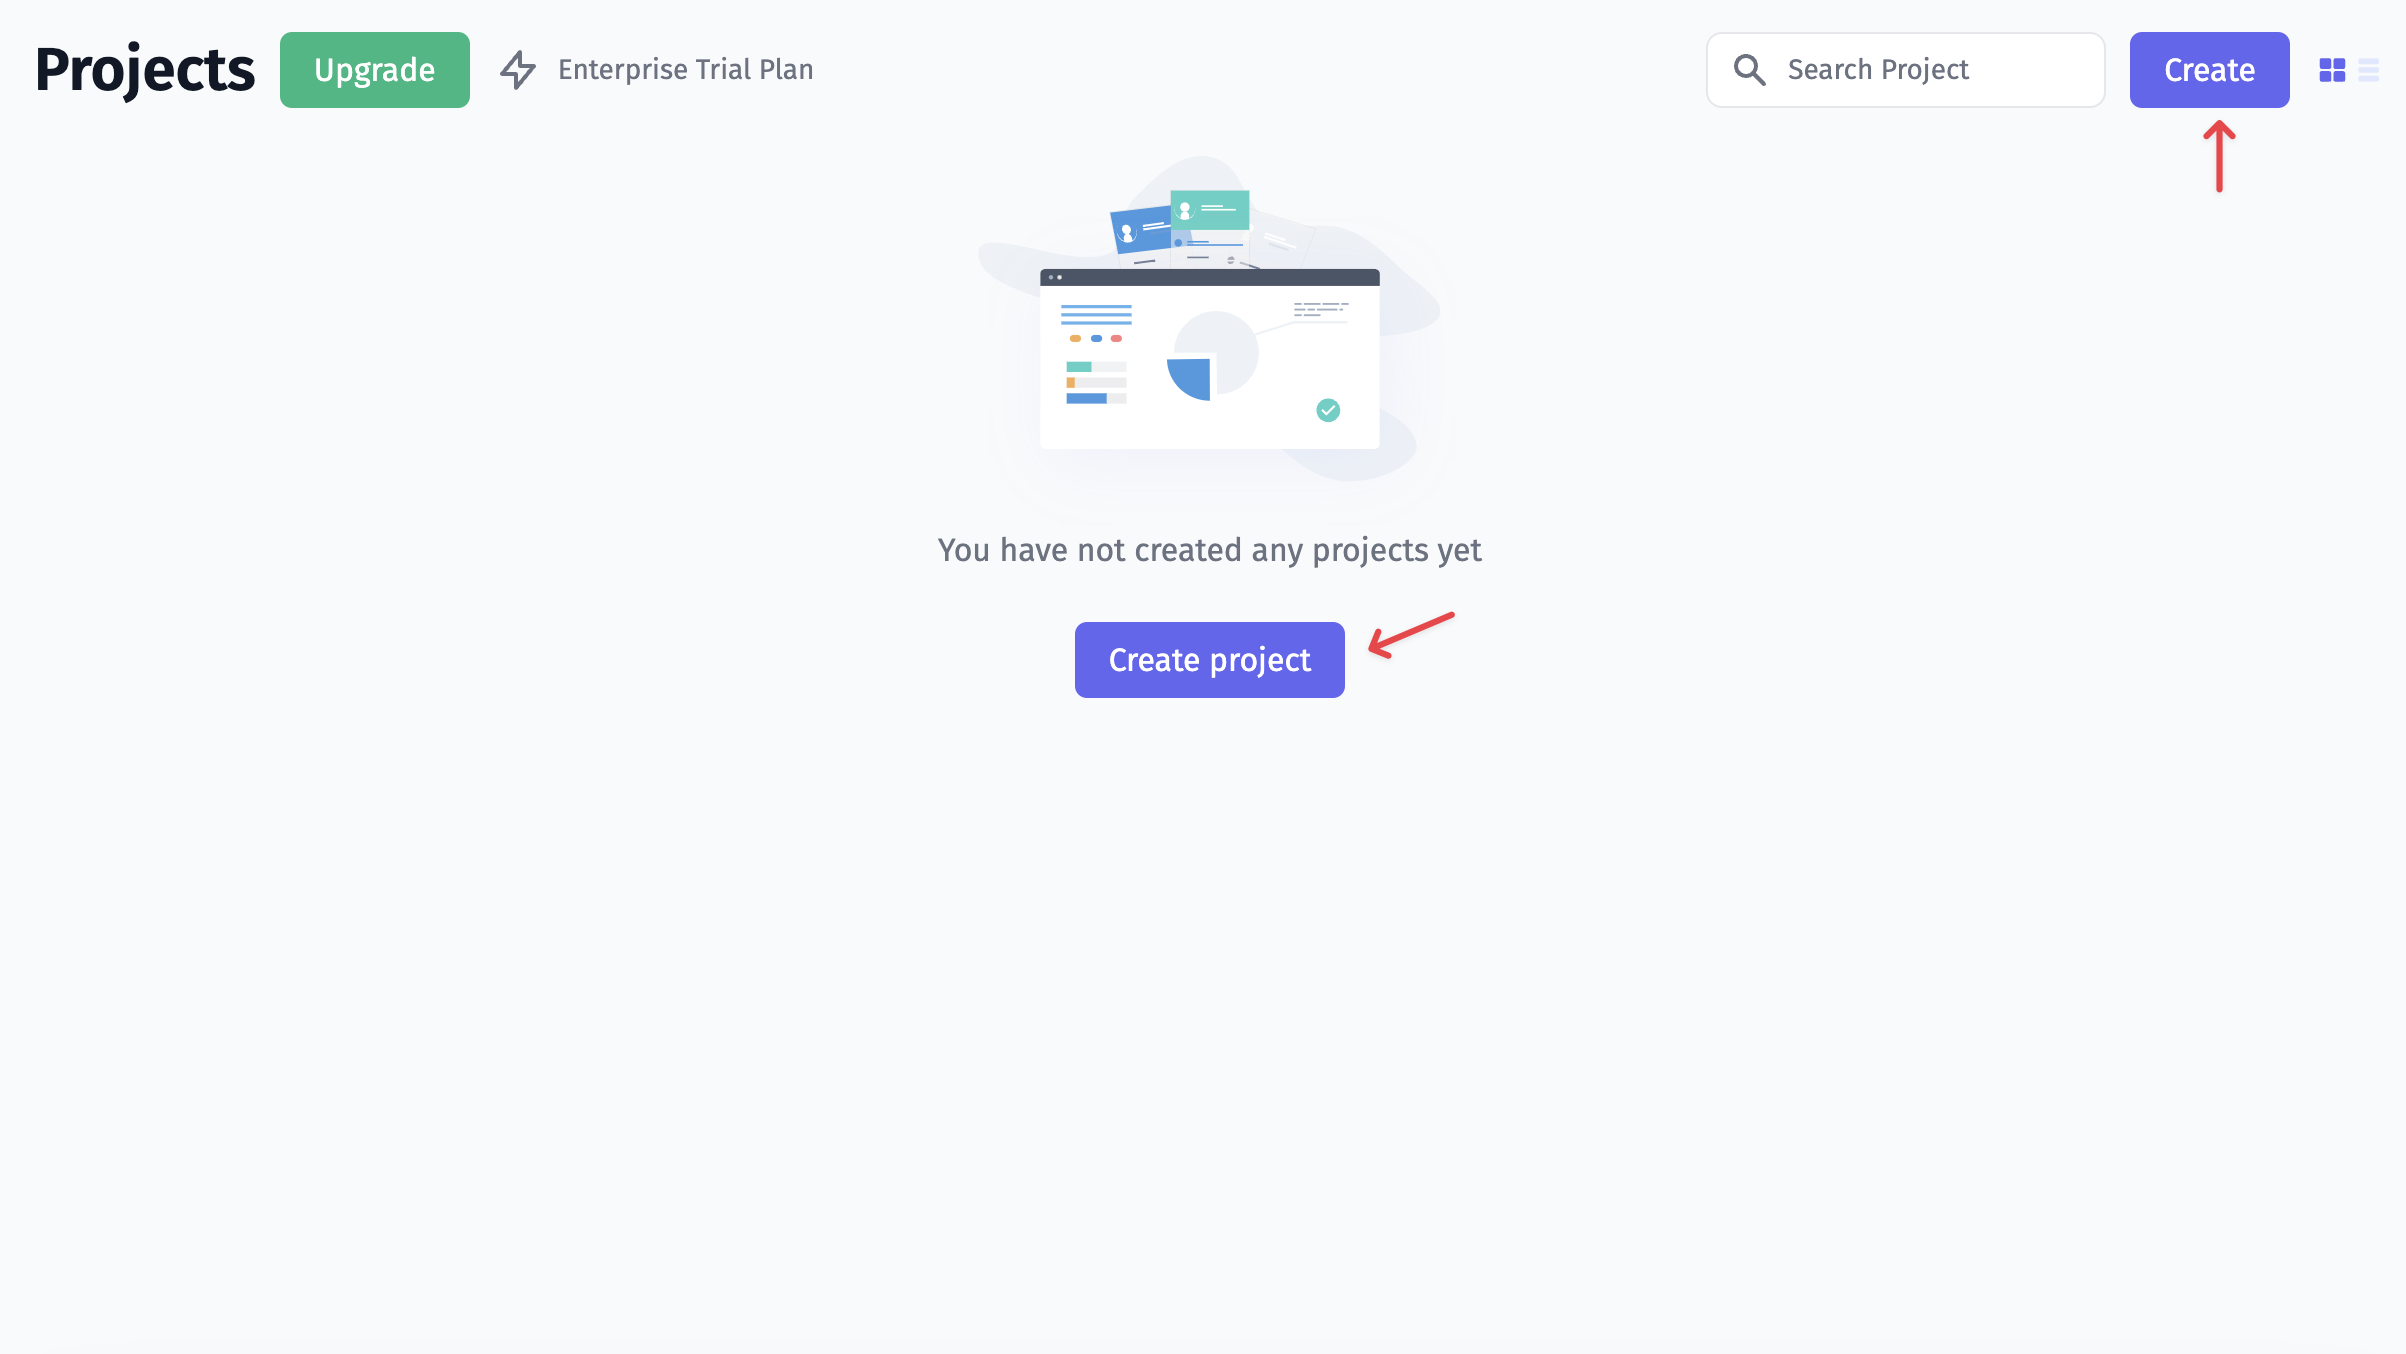 Projects
Upgrade
Enterprise Trial Plan
Search Project
Create
You have not created any projects yet
Create project